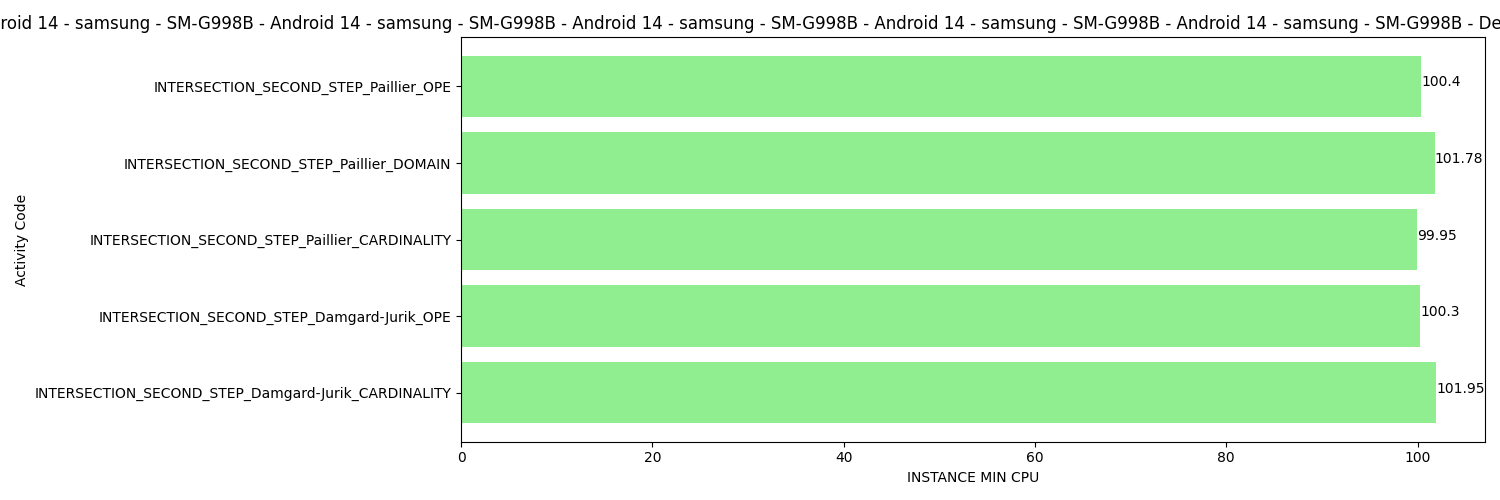 roid 14 - samsung - SM-G998B - Android 14 - samsung - SM-G998B - Android 14 - samsung - SM-G998B - Android 14 - samsung - SM-G998B - Android 14 - samsung - SM-G998B - De
INTERSECTION_SECOND_STEP_Paillier_OPE
100.4
INTERSECTION_SECOND_STEP_Paillier_DOMAIN
101.78
INTERSECTION_SECOND_STEP_Paillier_CARDINALITY
99.95
INTERSECTION_SECOND_STEP_Damgard-Jurik_OPE
100.3
INTERSECTION_SECOND_STEP_Damgard-Jurik_CARDINALITY
101.95
Activity Code
0 20 40 60 80 100
INSTANCE MIN CPU